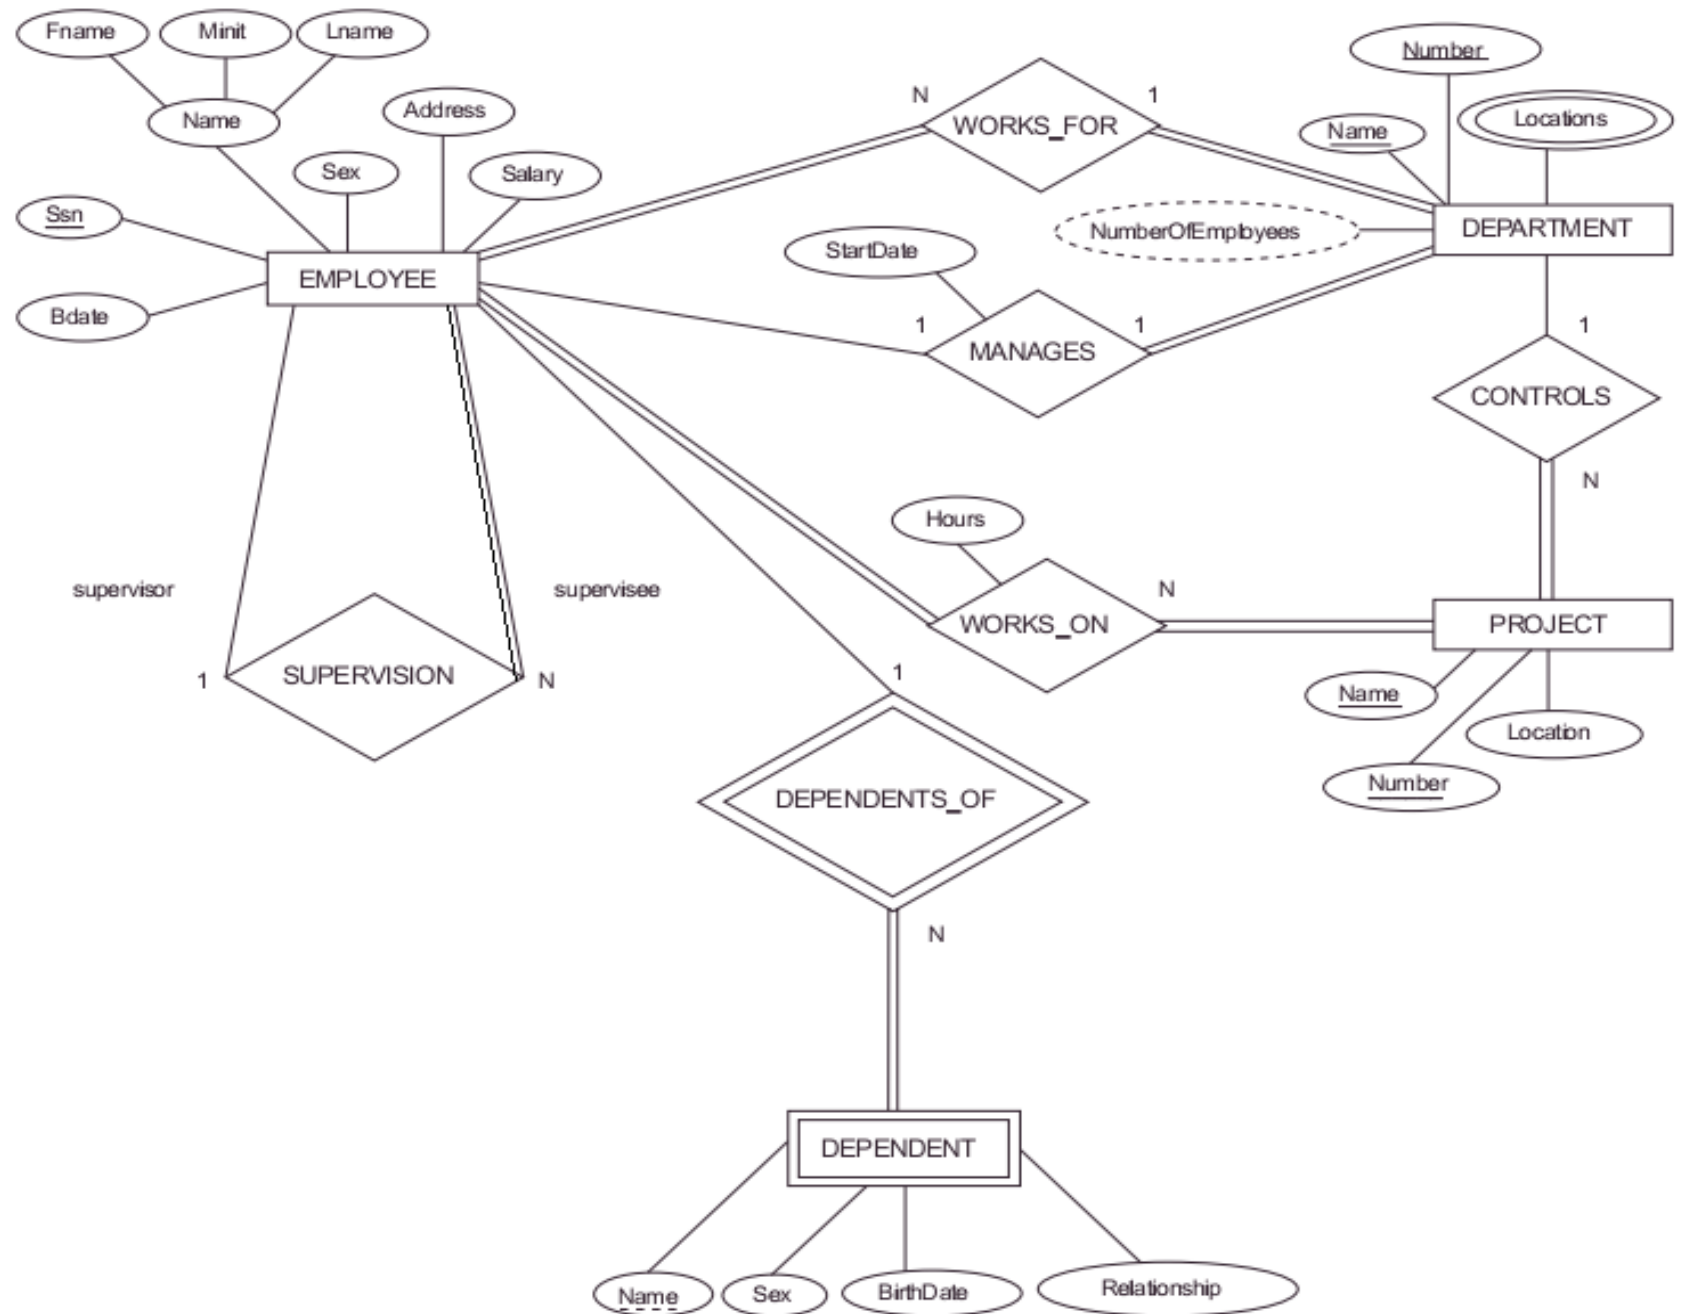 Fname
Minit
Lname
Number
Address
N
1
Locations
Name
WORKS_FOR
Name
Sex
Salary
Ssn
NumberOfEmployees
DEPARTMENT
StartDate
EMPLOYEE
Bdate
1
1
1
MANAGES
CONTROLS
N
Hours
supervisor
supervisee
N
WORKS_ON
PROJECT
SUPERVISION
1
N
1
Name
Location
Number
DEPENDENTS_OF
N
DEPENDENT
Name
Sex
BirthDate
Relationship